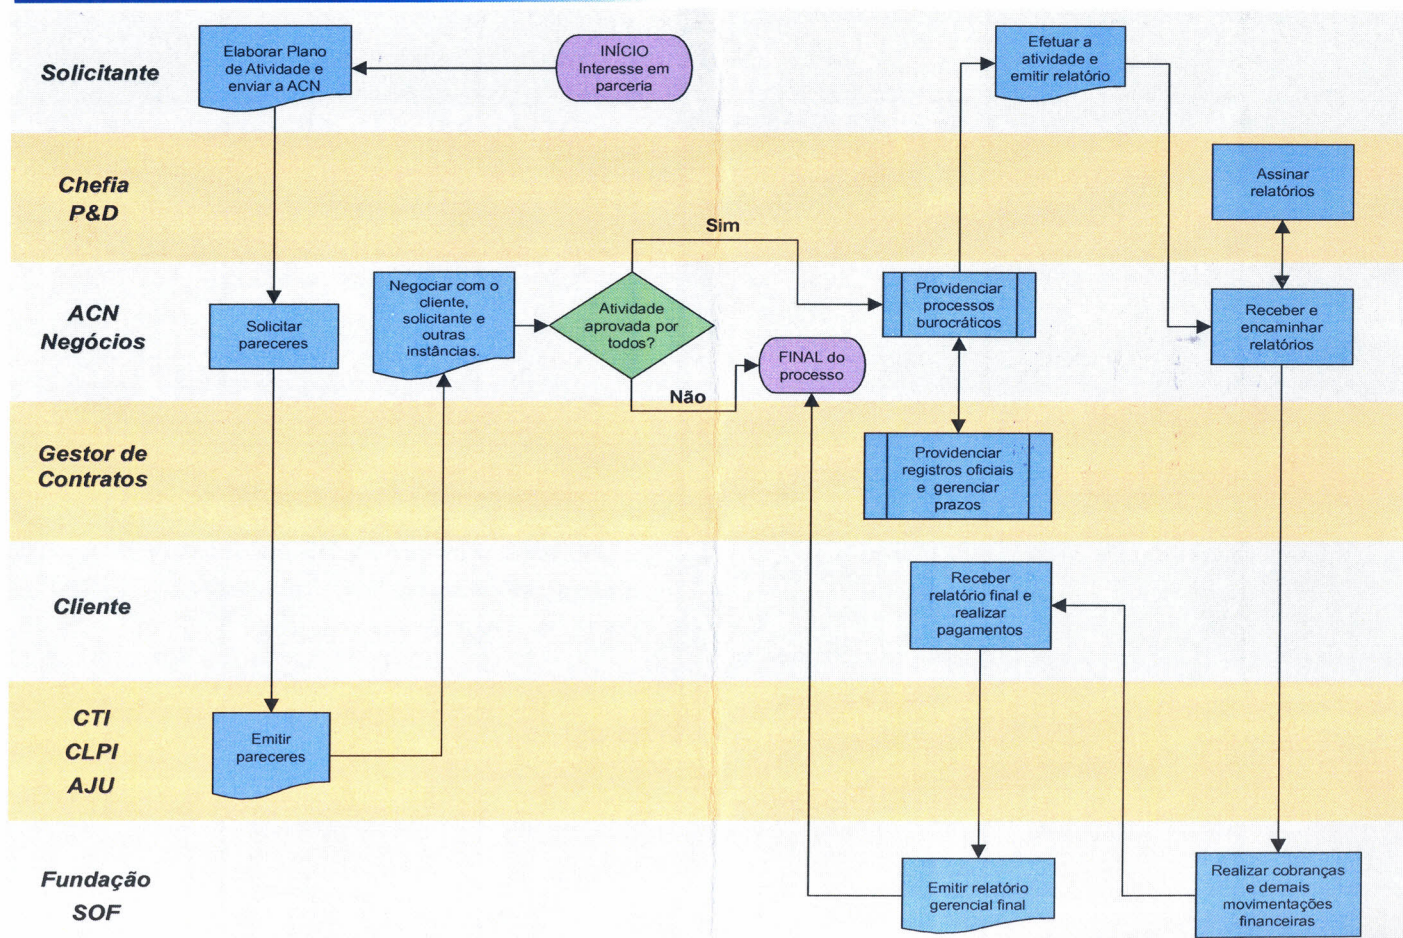 Solicitante
Elaborar Plano
de Atividade e
enviar a ACN
INÍCIO
Interesse em
parceria
Efetuar a
atividade e
emitir relatório
Chefia
P&D
Assinar
relatórios
Sim
ACN
Negócios
Solicitar
pareceres
Negociar com o
cliente,
solicitante e
outras
instâncias.
Atividade
aprovada por
todos?
Providenciar
processos
burocráticos
Receber e
encaminhar
relatórios
FINAL do
processo
Não
Gestor de
Contratos
Providenciar
registros oficiais
e gerenciar
prazos
Cliente
Receber
relatório final e
realizar
pagamentos
CTI
CLPI
AJU
Emitir
pareceres
Fundação
SOF
Emitir relatório
gerencial final
Realizar cobranças
e demais
movimentações
financeiras